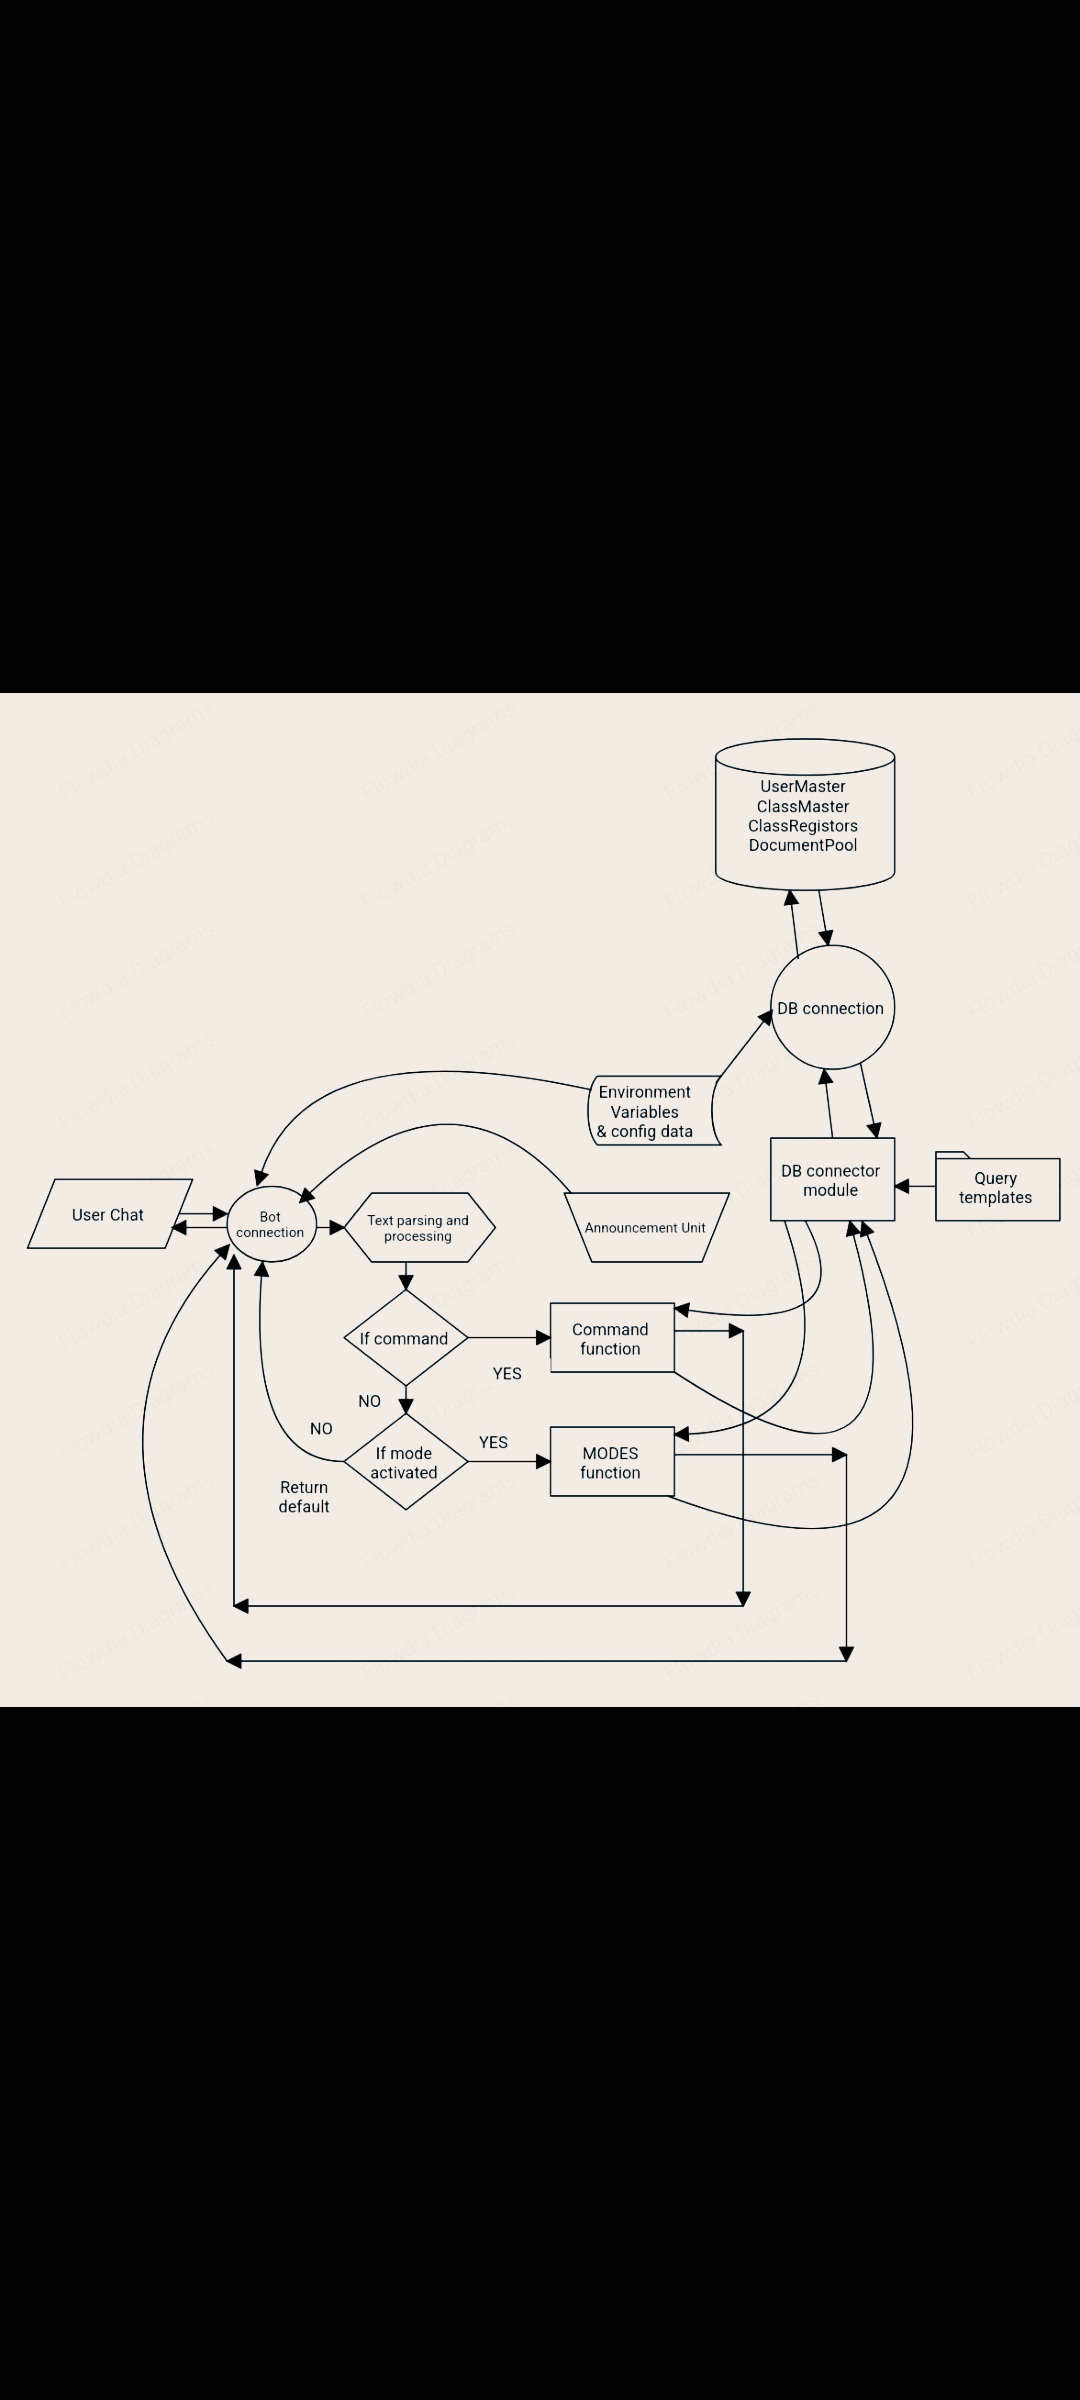 UserMaster
ClassMaster
ClassRegistors
DocumentPool
DB connection
Environment
Variables
& config data
DB connector
module
Query
templates
User Chat
Bot
connection
Text parsing and
processing
Announcement Unit
If command
YES
Command
function
NO
NO
If mode
activated
YES
MODES
function
Return
default
Flowdia Diagrams